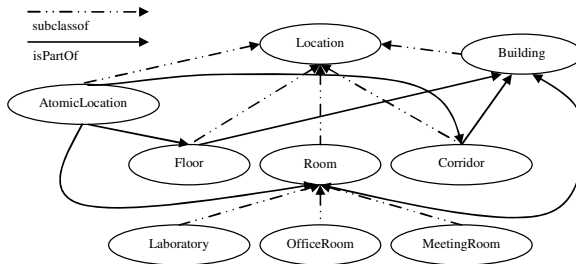 subclassof
isPartOf
Location
Building
AtomicLocation
Floor
Room
Corridor
Laboratory
OfficeRoom
MeetingRoom